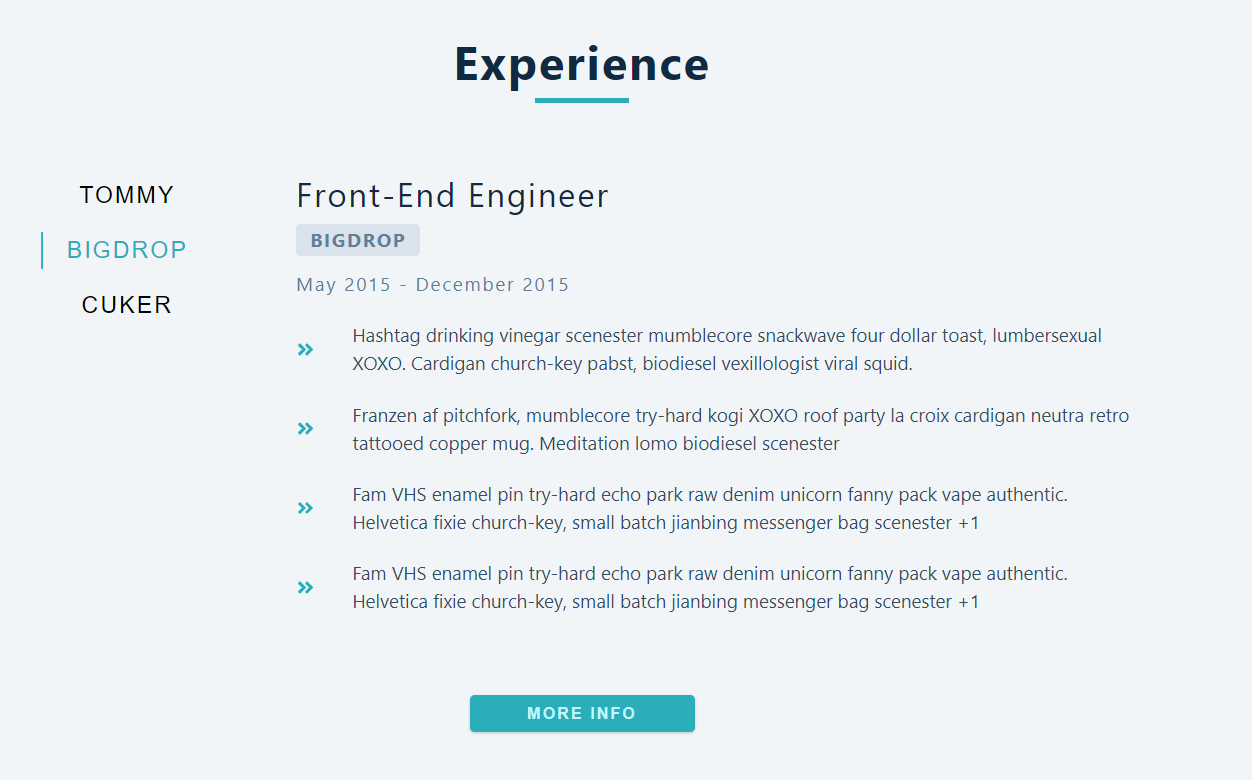 Experience
TOMMY
BIGDROP
CUKER
Front-End Engineer
BIGDROP
May 2015 - December 2015
Hashtag drinking vinegar scenester mumblecore snackwave four dollar toast, lumbersexual
XOXO. Cardigan church-key pabst, biodiesel vexillologist viral squid.
Franzen af pitchfork, mumblecore try-hard kogi XOXO roof party la croix cardigan neutra retro
tattooed copper mug. Meditation lomo biodiesel scenester
Fam VHS enamel pin try-hard echo park raw denim unicorn fanny pack vape authentic.
Helvetica fixie church-key, small batch jianbing messenger bag scenester +1
Fam VHS enamel pin try-hard echo park raw denim unicorn fanny pack vape authentic.
Helvetica fixie church-key, small batch jianbing messenger bag scenester +1
MORE INFO